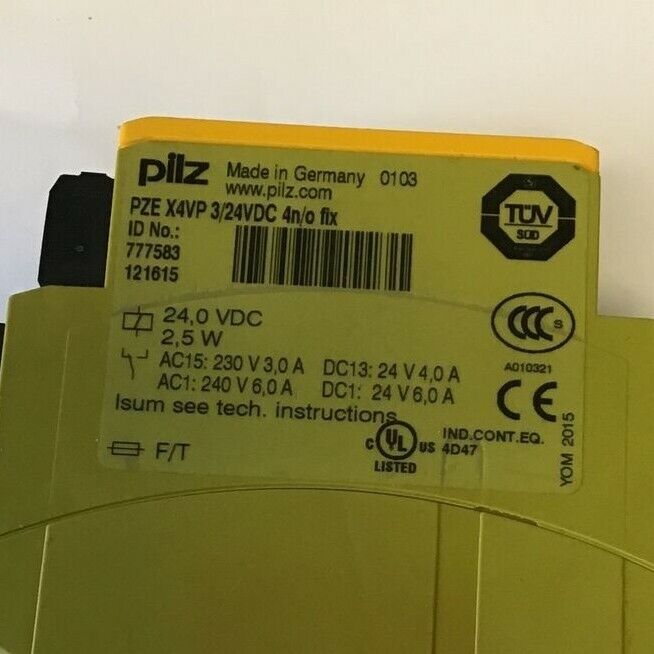 pilz Made in Germany 0103
www.pilz.com
PZE X4VP 3/24VDC 4n/o fix
ID No.:
777583
121615
TÜV
SÜD
24,0 VDC
2,5 W
CCC S
A010321
AC15: 230 V 3,0 A DC13: 24 V 4,0 A
AC1: 240 V 6,0 A DC1: 24 V 6,0 A
CE
Isum see tech. instructions
F/T
C UL US
LISTED
IND.CONT.EQ.
4D47
YOM 2015